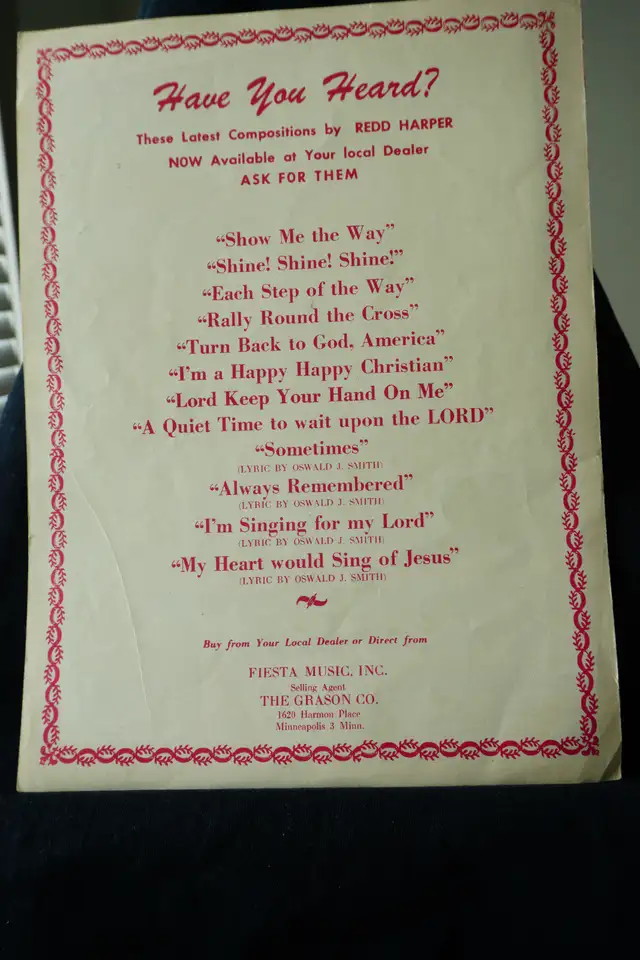 Have You Heard?
These Latest Compositions by REDD HARPER
NOW Available at Your local Dealer
ASK FOR THEM
“Show Me the Way”
“Shine! Shine! Shine!”
“Each Step of the Way”
“Rally Round the Cross”
“Turn Back to God, America”
“I’m a Happy Happy Christian”
“Lord Keep Your Hand On Me”
“A Quiet Time to wait upon the LORD”
“Sometimes”
(LYRIC BY OSWALD J. SMITH)
“Always Remembered”
(LYRIC BY OSWALD J. SMITH)
“I’m Singing for my Lord”
(LYRIC BY OSWALD J. SMITH)
“My Heart would Sing of Jesus”
(LYRIC BY OSWALD J. SMITH)
Buy from Your Local Dealer or Direct from
FIESTA MUSIC, INC.
Selling Agent
THE GRASON CO.
1620 Harmon Place
Minneapolis 3 Minn.